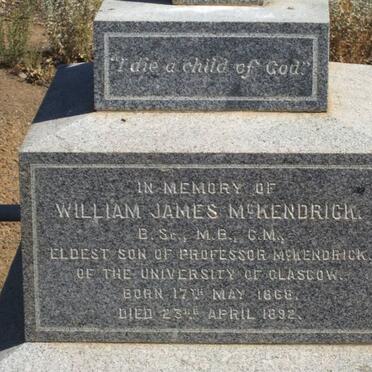 "I die a child of God."
IN MEMORY OF
WILLIAM JAMES McKENDRICK.
B.Sc., M.B., C.M.,
ELDEST SON OF PROFESSOR McKENDRICK.
OF THE UNIVERSITY OF GLASGOW.
BORN 17TH MAY 1868.
DIED 23RD APRIL 1892.